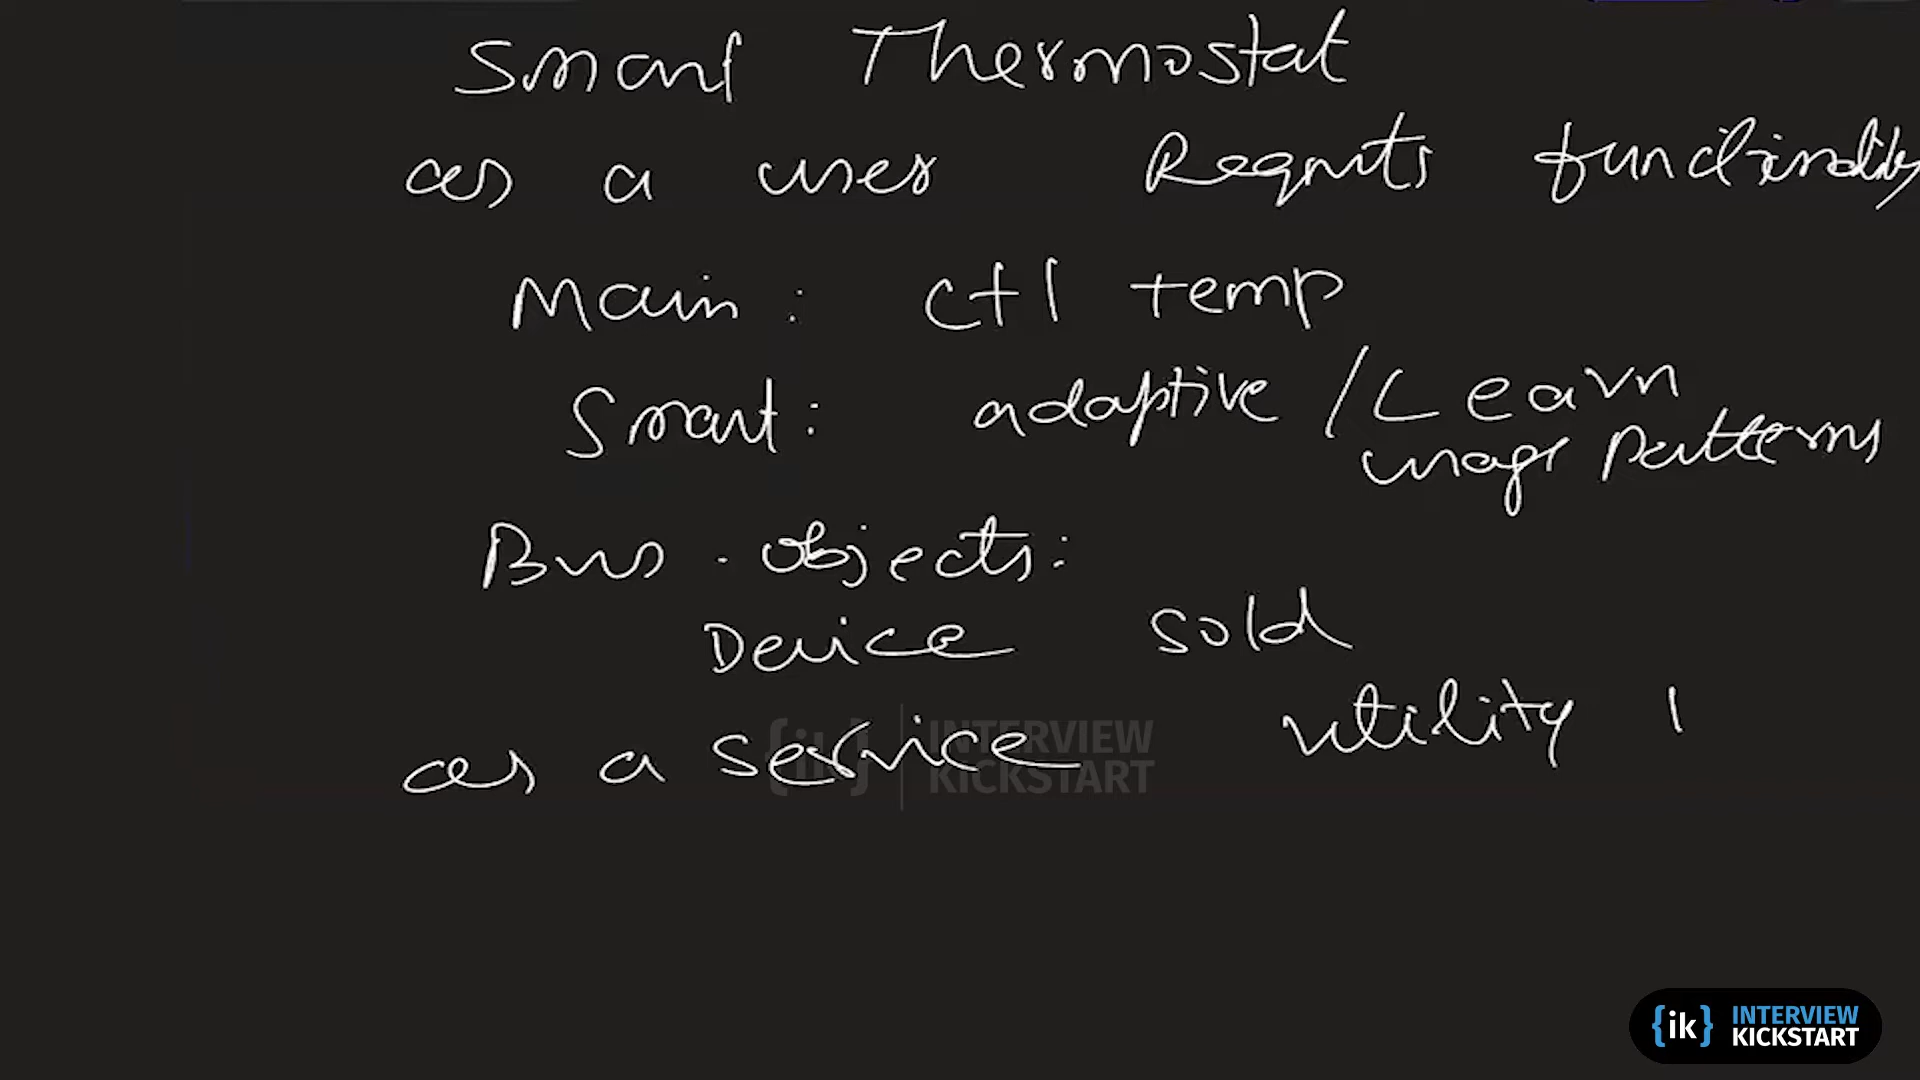 Smart Thermostat
as a user Reqmts functionality
Main: ctl temp
Smart: adaptive / Learn
usage patterns
Bus. objects:
Device sold
as a service utility
INTERVIEW
KICKSTART
{ik} INTERVIEW
KICKSTART